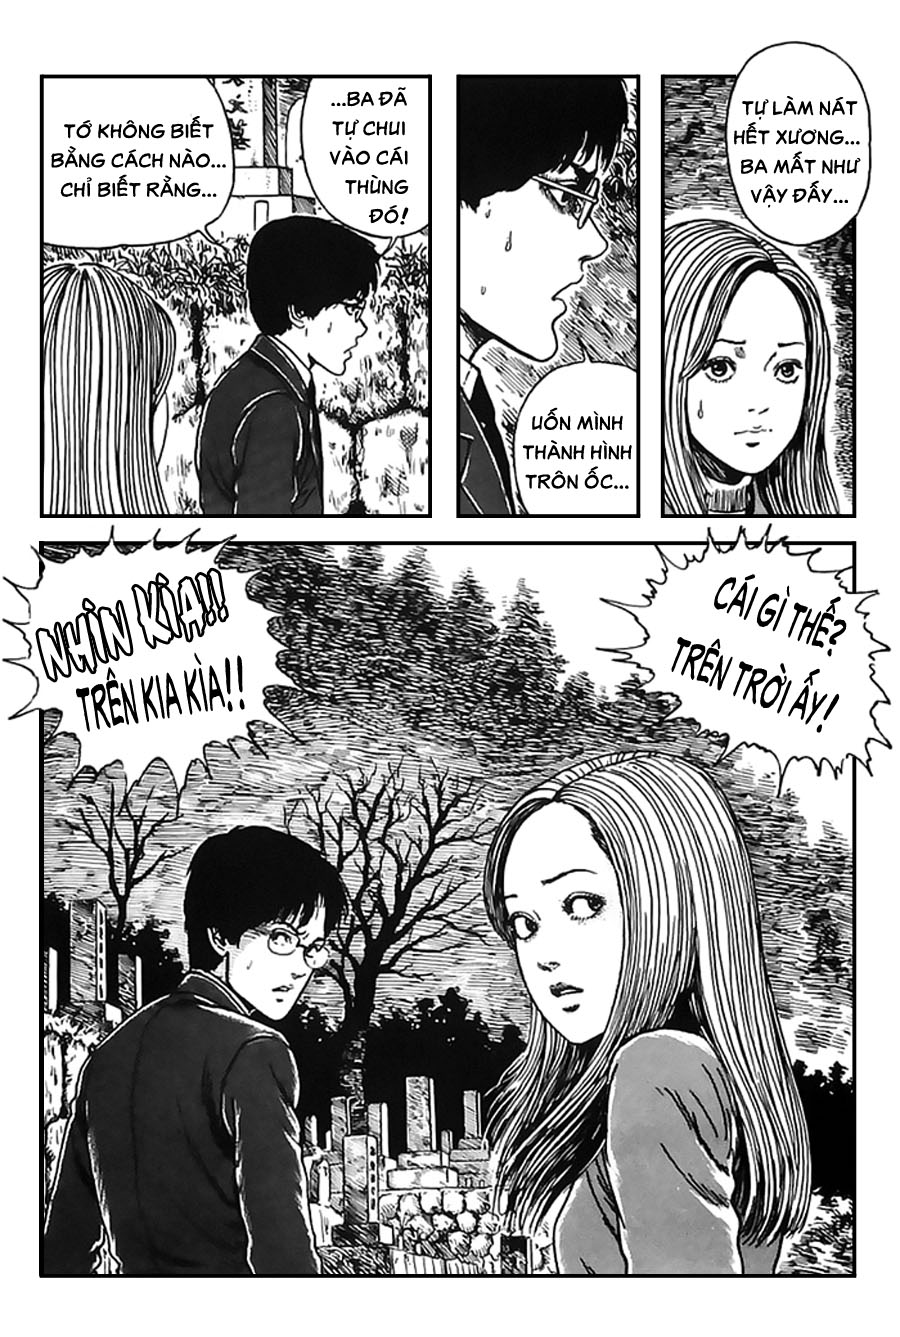 TỚ KHÔNG BIẾT
BẰNG CÁCH NÀO...
CHỈ BIẾT RẰNG...
...BA ĐÃ
TỰ CHUI
VÀO CÁI
THÙNG
ĐÓ!
UỐN MÌNH
THÀNH HÌNH
TRÔN ỐC...
TỰ LÀM NÁT
HẾT XƯƠNG...
BA MẤT NHƯ
VẬY ĐẤY...
NHÌN KÌA!!
TRÊN KIA KÌA!!
CÁI GÌ THẾ?
TRÊN TRỜI ẤY!